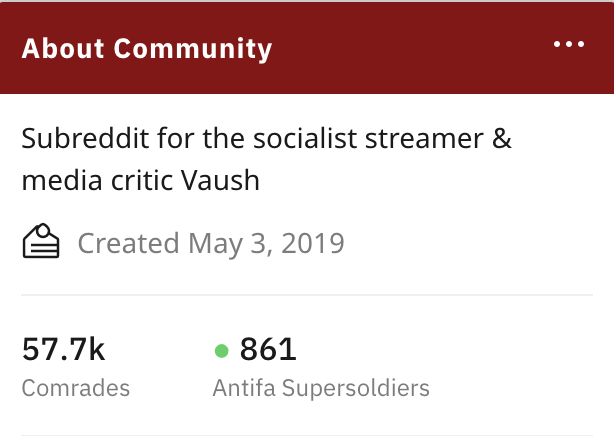 About Community
Subreddit for the socialist streamer &
media critic Vaush
Created May 3, 2019
57.7k
861
Comrades
Antifa Supersoldiers